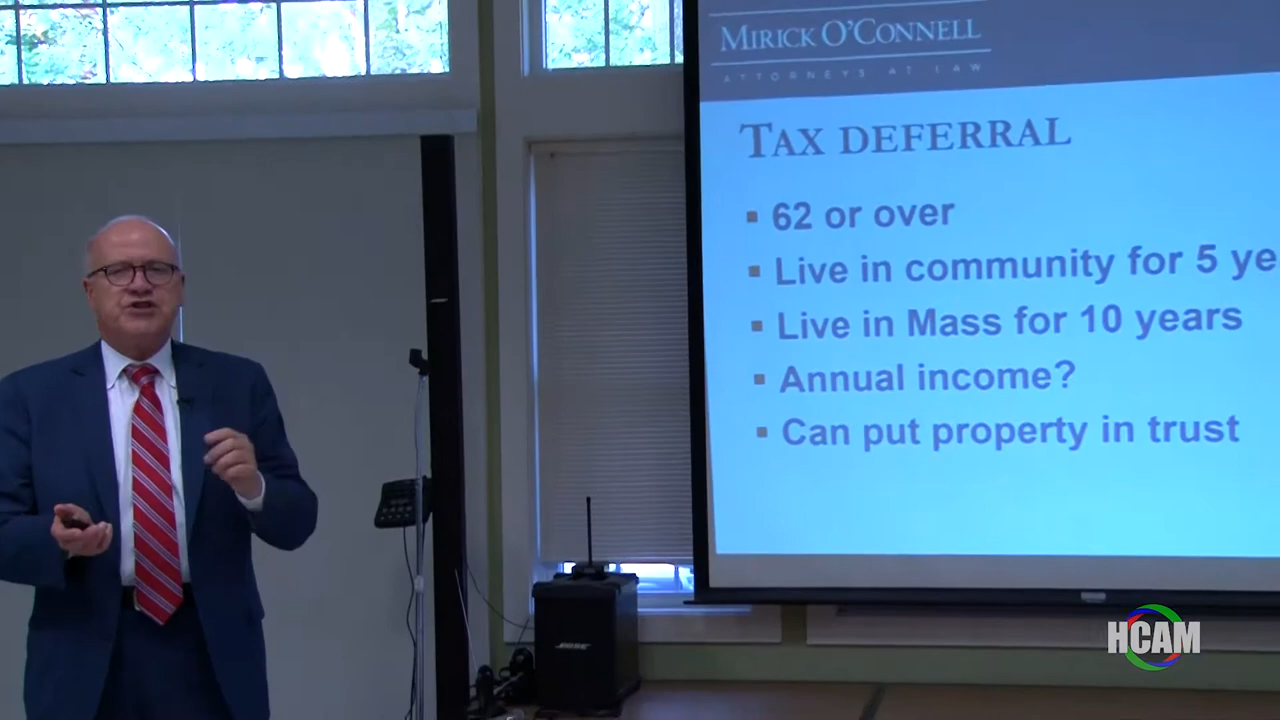 MIRICK O'CONNELL
ATTORNEYS AT LAW
TAX DEFERRAL
▪ 62 or over
▪ Live in community for 5 ye
▪ Live in Mass for 10 years
▪ Annual income?
▪ Can put property in trust
BOSE
HCAM